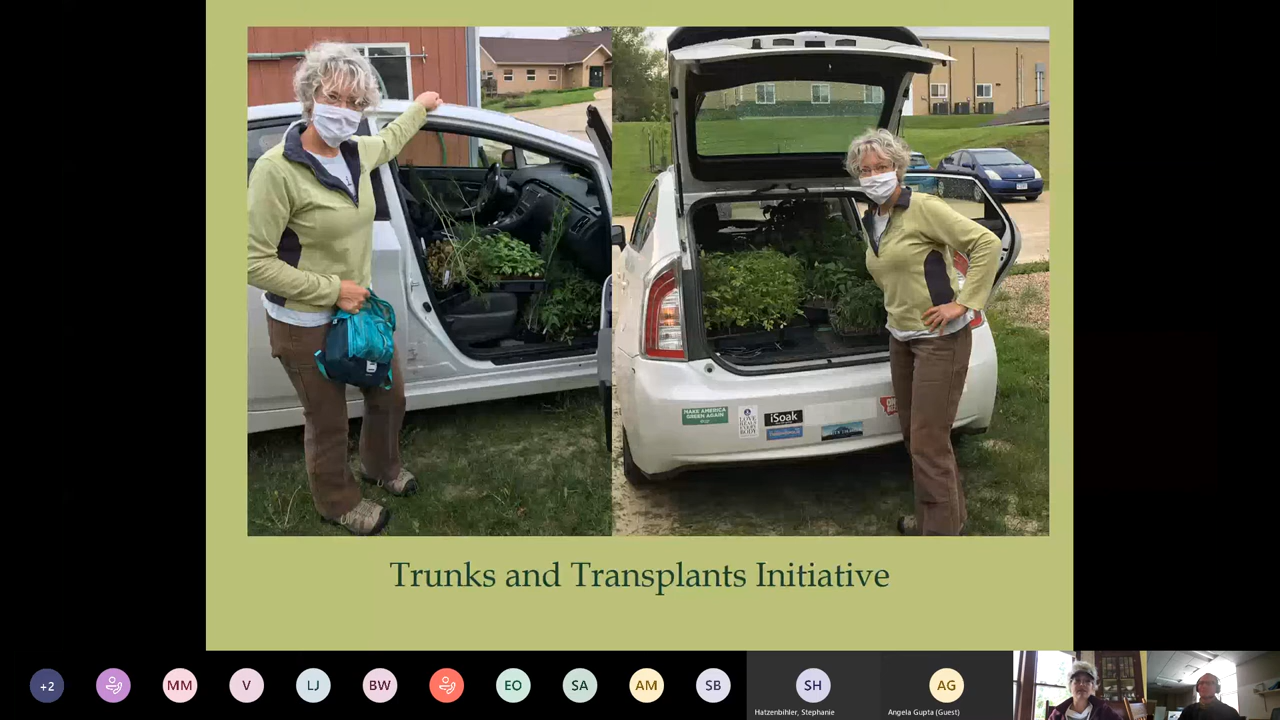 MAKE AMERICA
GREEN AGAIN
LOVE
iSoak
Trunks and Transplants Initiative
+2
MM
V
LJ
BW
EO
SA
AM
SB
SH
AG
Hatzenbihler, Stephanie
Angela Gupta (Guest)